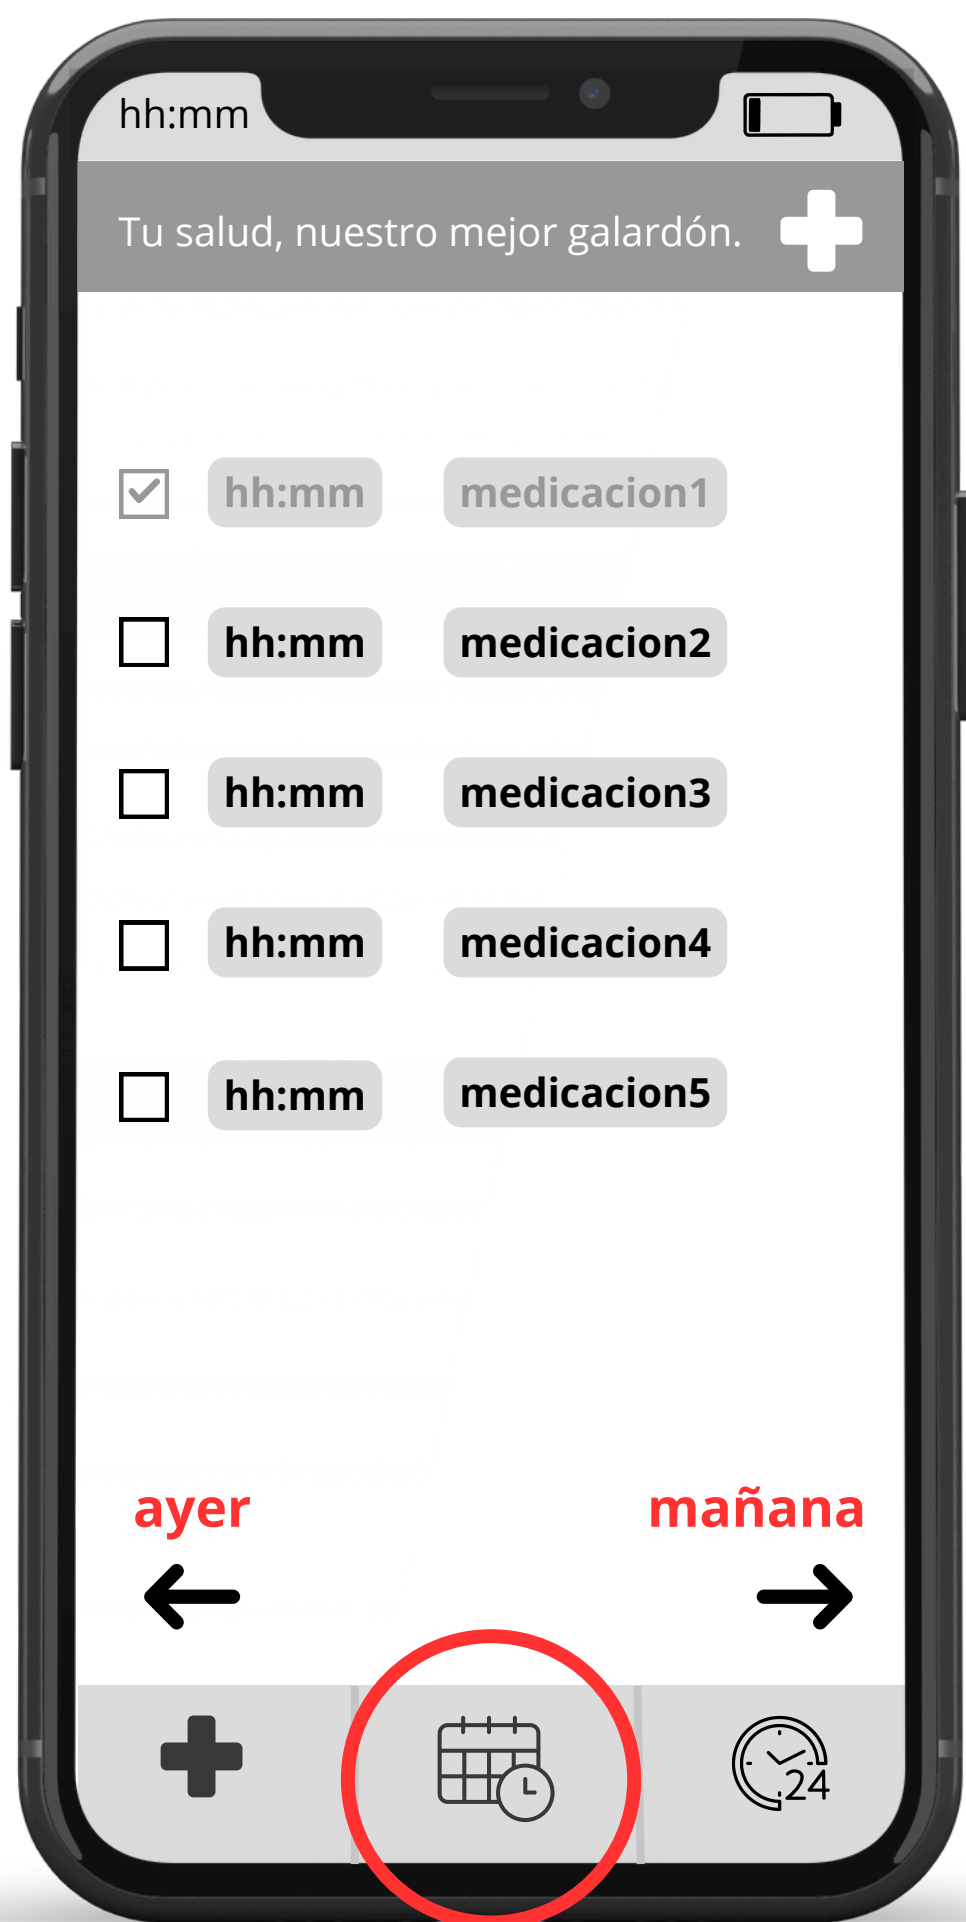 hh:mm
Tu salud, nuestro mejor galardón.
hh:mm medicacion1
hh:mm medicacion2
hh:mm medicacion3
hh:mm medicacion4
hh:mm medicacion5
ayer mañana
24